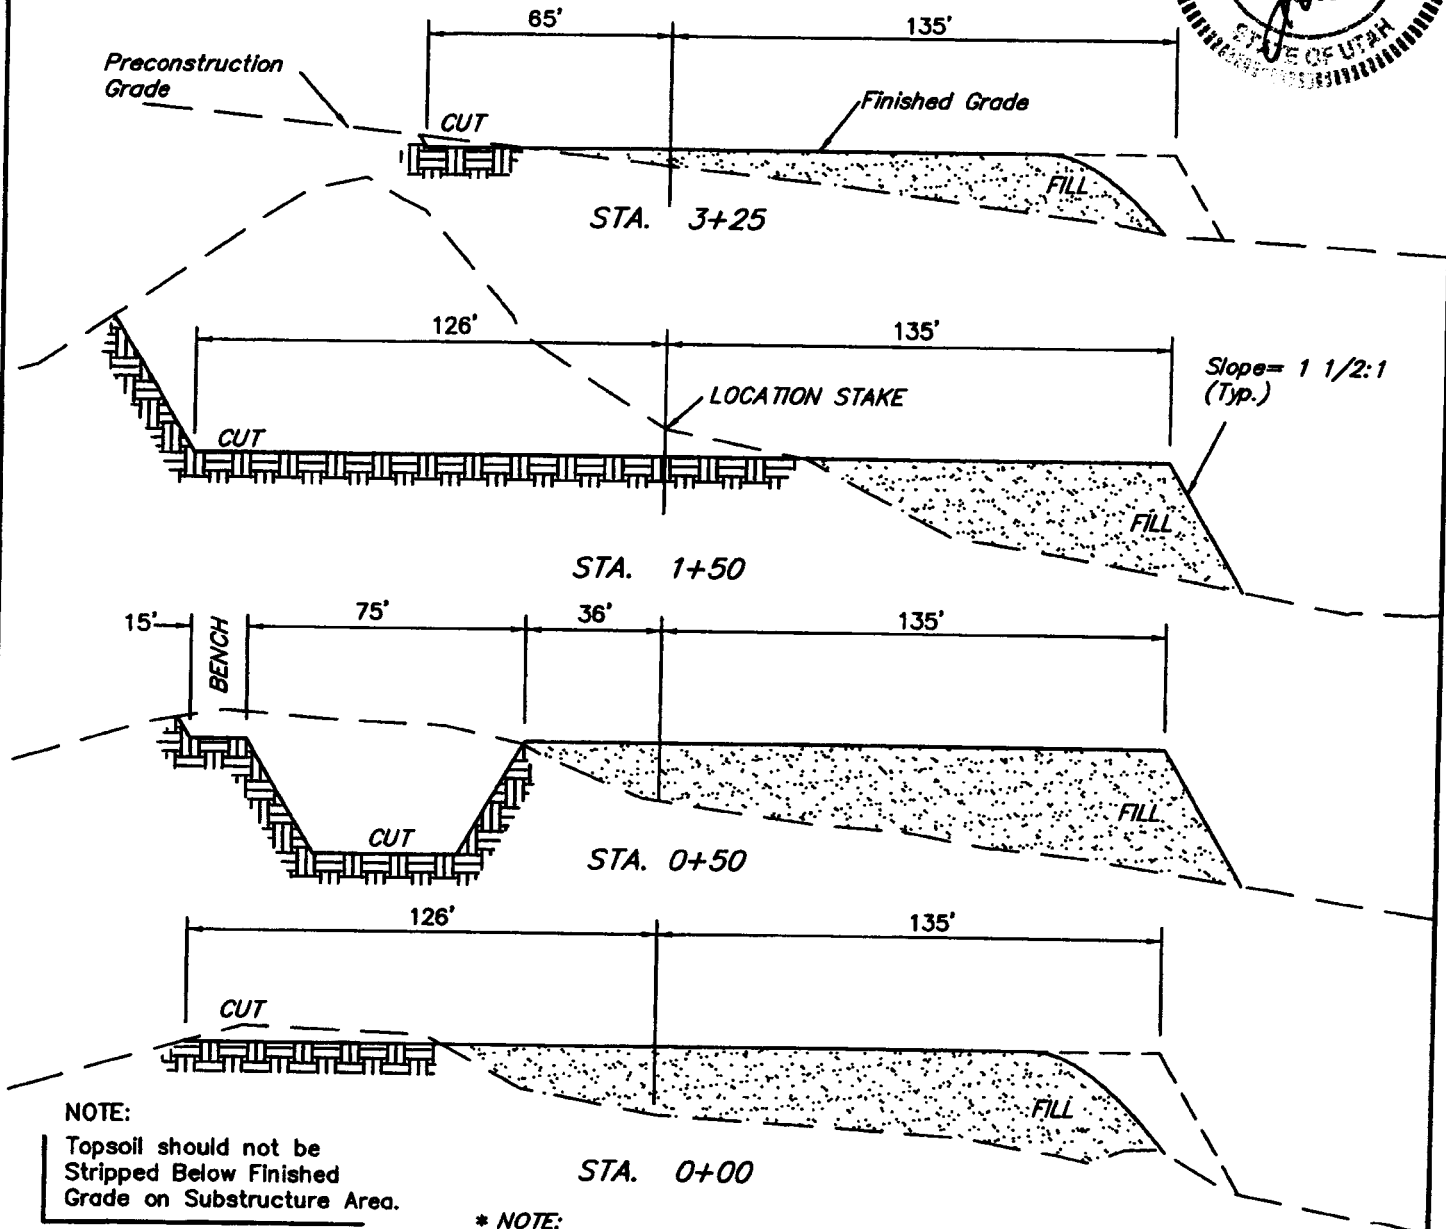 65'
135'
STATE OF UTAH
Preconstruction
Grade
CUT
Finished Grade
FILL
STA. 3+25
126'
135'
Slope= 1 1/2:1
(Typ.)
LOCATION STAKE
CUT
FILL
STA. 1+50
15'
BENCH
75'
36'
135'
CUT
FILL
STA. 0+50
126'
135'
CUT
FILL
STA. 0+00
NOTE:
Topsoil should not be
Stripped Below Finished
Grade on Substructure Area.
* NOTE: